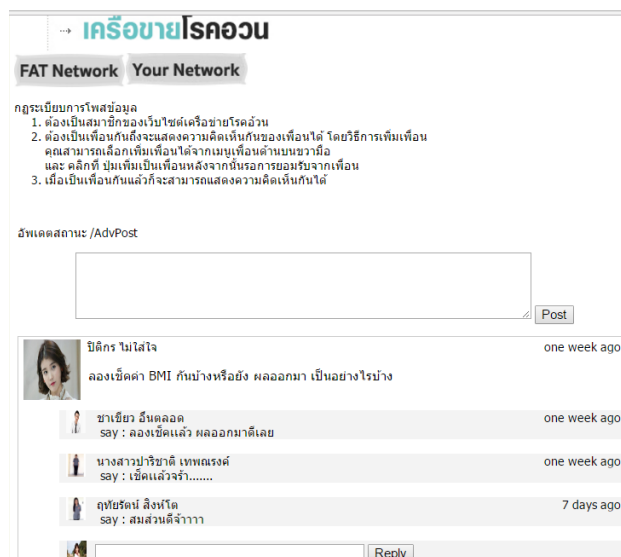 เครือขายโรคอวน
FAT Network Your Network
กฎระเบียบการโพสข้อมูล
1. ต้องเป็นสมาชิกของเว็บไซต์เครือข่ายโรคอ้วน
2. ต้องเป็นเพื่อนกันถึงจะแสดงความคิดเห็นกันของเพื่อนได้ โดยวิธีการเพิ่มเพื่อน
คุณสามารถเลือกเพิ่มเพื่อนได้จากเมนูเพื่อนด้านบนขวามือ
และ คลิกที่ ปุ่มเพิ่มเป็นเพื่อนหลังจากนั้นรอการยอมรับจากเพื่อน
3. เมื่อเป็นเพื่อนกันแล้วก็จะสามารถแสดงความคิดเห็นกันได้
อัพเดตสถานะ /AdvPost
Post
ปิติกร ไม่ใส่ใจ one week ago
ลองเช็คค่า BMI กันบ้างหรือยัง ผลออกมา เป็นอย่างไรบ้าง
ชาเขียว อื่นตลอด one week ago
say : ลองเช็คแล้ว ผลออกมาดีเลย
นางสาวปาริชาติ เทพณรงค์ one week ago
say : เช็คแล้วจร้า.......
ฤทัยรัตน์ สิงห์โต 7 days ago
say : สมส่วนดีจ้าาาา
Reply